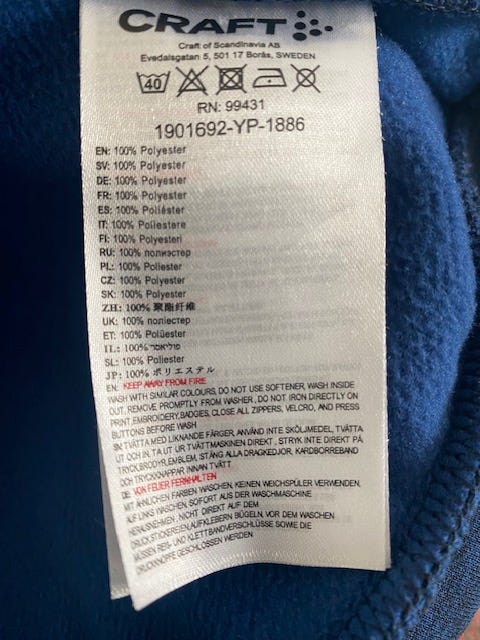 CRAFT
Craft of Scandinavia AB
Evedalsgatan 5, 501 17 Borås, SWEDEN
40
RN: 99431
1901692-YP-1886
EN: 100% Polyester
SV: 100% Polyester
DE: 100% Polyester
FR: 100% Polyester
ES: 100% Poliéster
IT: 100% Poliestere
FI: 100% Polyesteri
RU: 100% полиэстер
PL: 100% Poliester
CZ: 100% Polyester
SK: 100% Polyester
ZH: 100% 聚酯纤维
UK: 100% поліестер
ET: 100% Polüester
IL: 100% פוליאסטר
SL: 100% Poliester
JP: 100% ポリエステル
EN: KEEP AWAY FROM FIRE
WASH WITH SIMILAR COLOURS, DO NOT USE SOFTENER, WASH INSIDE
OUT, REMOVE PROMPTLY FROM WASHER, DO NOT IRON DIRECTLY ON
PRINT,EMBROIDERY,BADGES, CLOSE ALL ZIPPERS, VELCRO, AND PRESS
BUTTONS BEFORE WASH
TVÄTTA MED LIKNANDE FÄRGER, ANVÄND INTE SKÖLJMEDEL, TVÄTTA
UT OCH IN, TA UT UR TVÄTTMASKINEN DIREKT, STRYK INTE DIREKT PÅ
STÄNG ALLA DRAGKEDJOR, KARDBORREBAND
OCH TRYCKKNAPPAR INNAN TVÄTT
DE: VON FEUER FERNHALTEN
MIT ÄHNLICHEN FARBEN WASCHEN, KEINEN WEICHSPÜLER VERWENDEN,
AUF LINKS WASCHEN, SOFORT AUS DER WASCHMASCHINE
HERAUSNEHMEN, NICHT DIREKT AUF DEM
BÜGELN, VOR DEM WASCHEN
MÜSSEN REIS- UND KLETTBANDVERSCHLÜSSE SOWIE DIE
DRUCKKNÖPFE GESCHLOSSEN WERDEN.